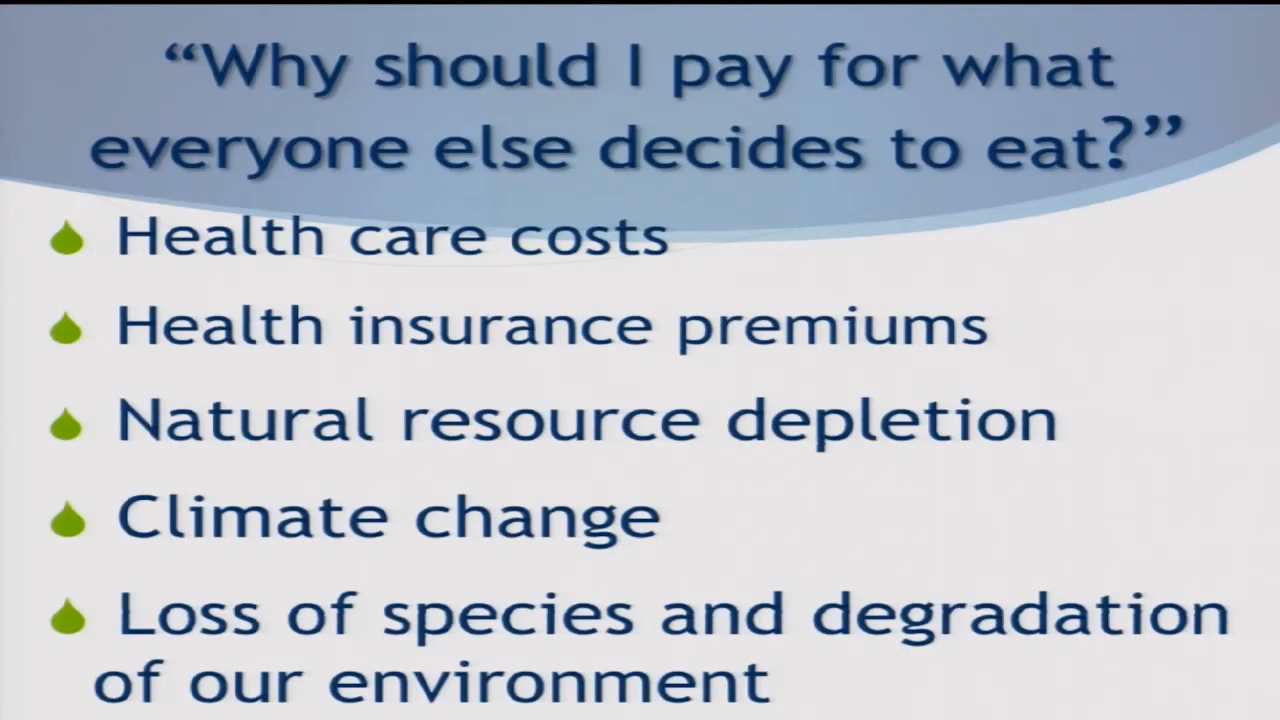 “Why should I pay for what
everyone else decides to eat?”
Health care costs
Health insurance premiums
Natural resource depletion
Climate change
Loss of species and degradation
of our environment